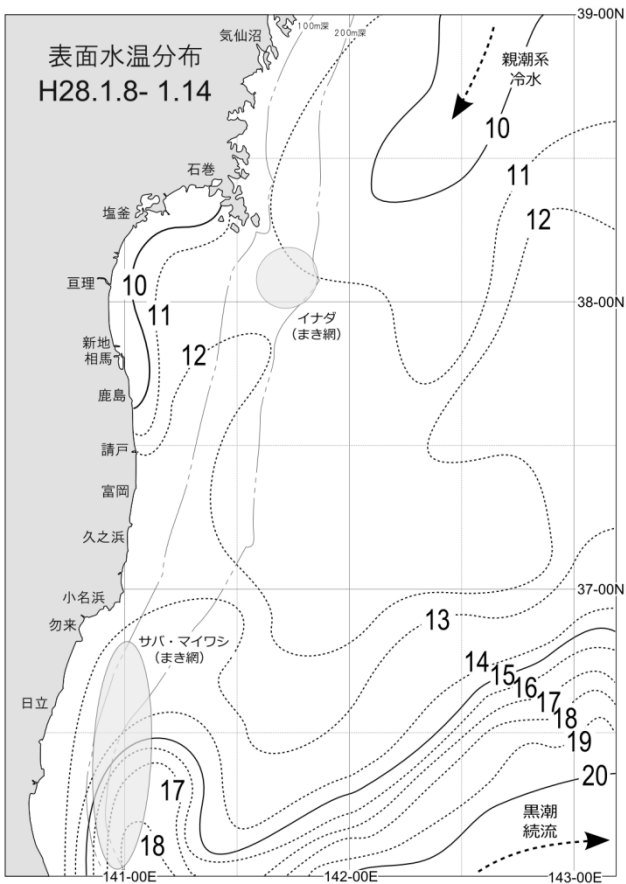 表面水温分布
H28.1.8- 1.14
気仙沼
100m深
200m深
39-00N
親潮系
冷水
10
11
12
石巻
塩釜
亘理
10
11
12
新地
相馬
鹿島
請戸
富岡
久之浜
イナダ
(まき網)
38-00N
37-00N
小名浜
勿来
日立
サバ・マイワシ
(まき網)
13
14
15
16
17
18
19
20
17
18
黒潮
続流
141-00E
142-00E
143-00E